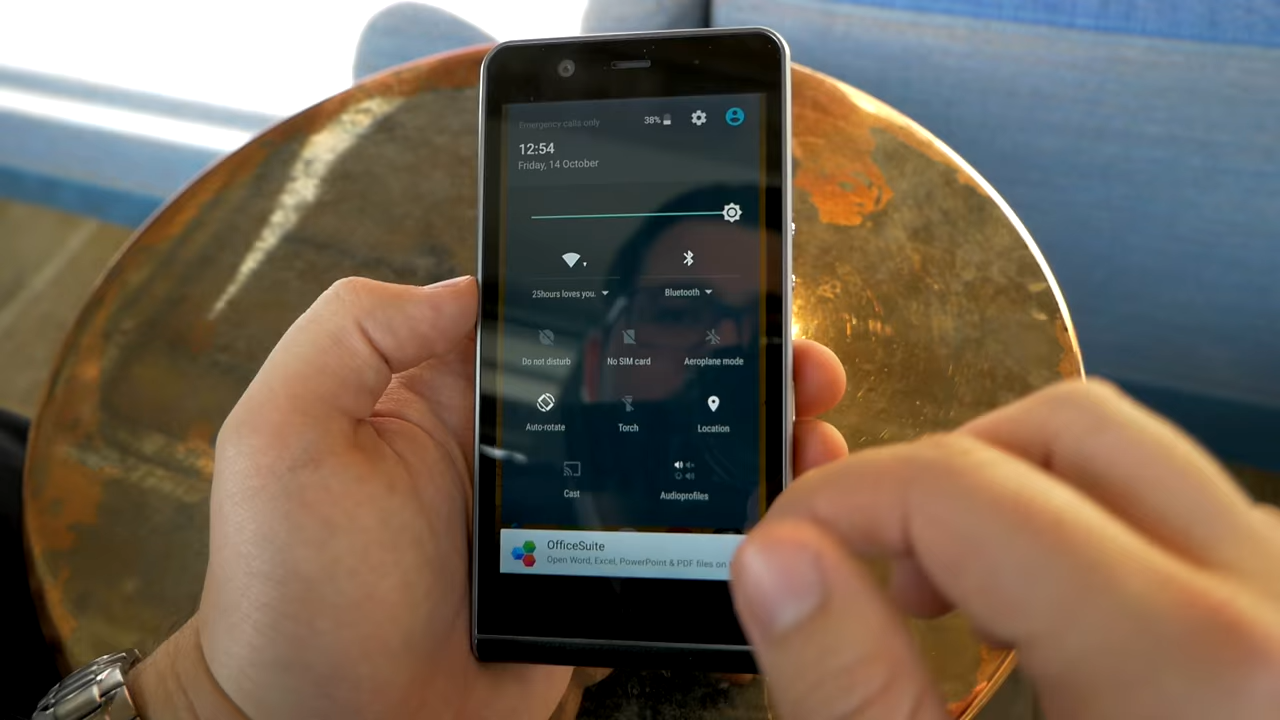 Emergency calls only
38%
12:54
Friday, 14 October
25hours loves you.
Bluetooth
Do not disturb
No SIM card
Aeroplane mode
Auto-rotate
Torch
Location
Cast
Audioprofiles
OfficeSuite
Open Word, Excel, PowerPoint & PDF files on